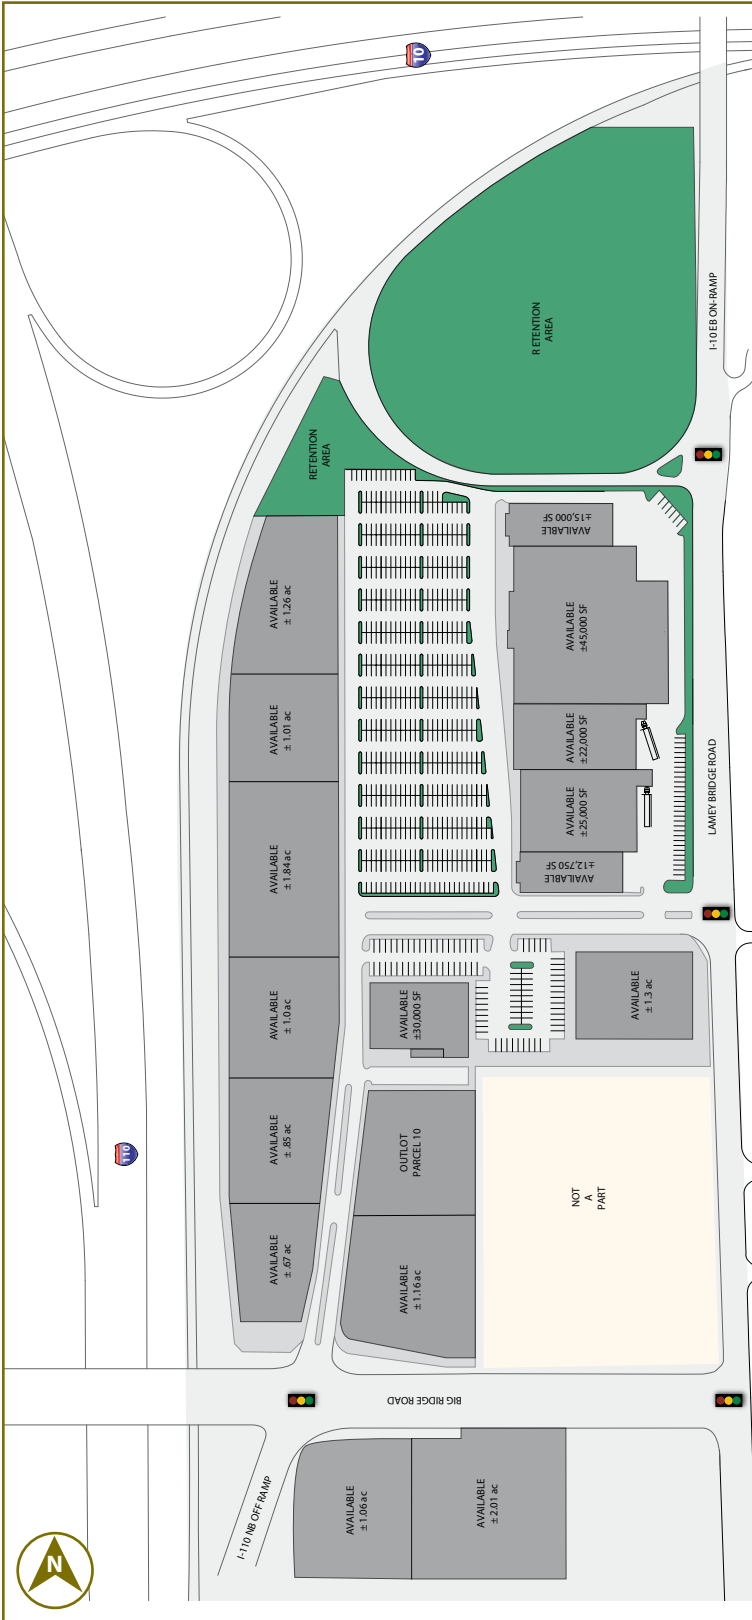 10
RETENTION
AREA
I-10 EB ON-RAMP
RETENTION
AREA
AVAILABLE
±15,000 SF
AVAILABLE
± 1.26 ac
AVAILABLE
±45,000 SF
AVAILABLE
± 1.01 ac
AVAILABLE
±22,000 SF
LAMEY BRIDGE ROAD
AVAILABLE
±25,000 SF
AVAILABLE
± 1.84 ac
AVAILABLE
±12,750 SF
AVAILABLE
± 1.0 ac
AVAILABLE
±30,000 SF
AVAILABLE
± 1.3 ac
110
AVAILABLE
± .85 ac
OUTLOT
PARCEL 10
NOT
A
PART
AVAILABLE
± .67 ac
AVAILABLE
± 1.16 ac
BIG RIDGE ROAD
I-110 NB OFF RAMP
AVAILABLE
± 1.06 ac
AVAILABLE
± 2.01 ac
N